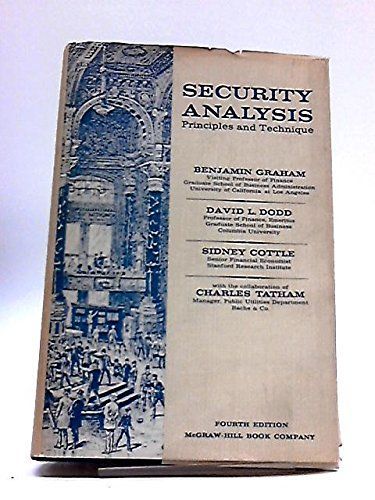 SECURITY
ANALYSIS
Principles and Technique
BENJAMIN GRAHAM
Visiting Professor of Finance
Graduate School of Business Administration
University of California at Los Angeles
DAVID L. DODD
Professor of Finance, Emeritus
Graduate School of Business
Columbia University
SIDNEY COTTLE
Senior Financial Economist
Stanford Research Institute
with the collaboration of
CHARLES TATHAM
Manager, Public Utilities Department
Bache & Co.
FOURTH EDITION
McGRAW-HILL BOOK COMPANY